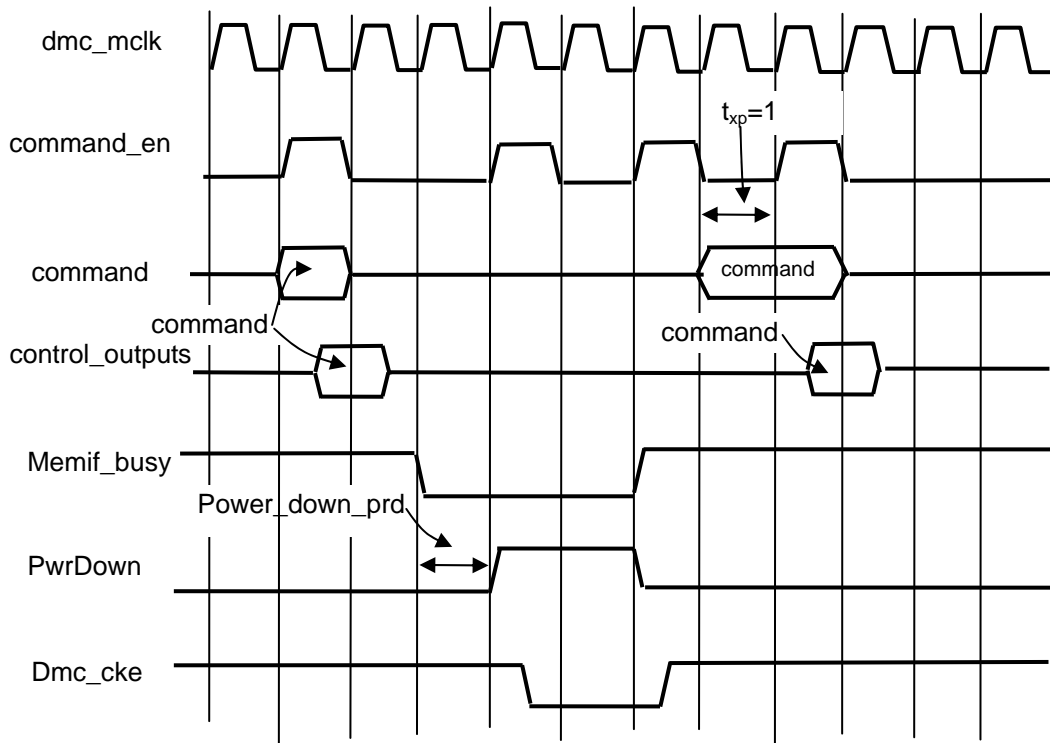 dmc_mclk
t_xp=1
command_en
command
command
command
command
control_outputs
Memif_busy
Power_down_prd
PwrDown
Dmc_cke